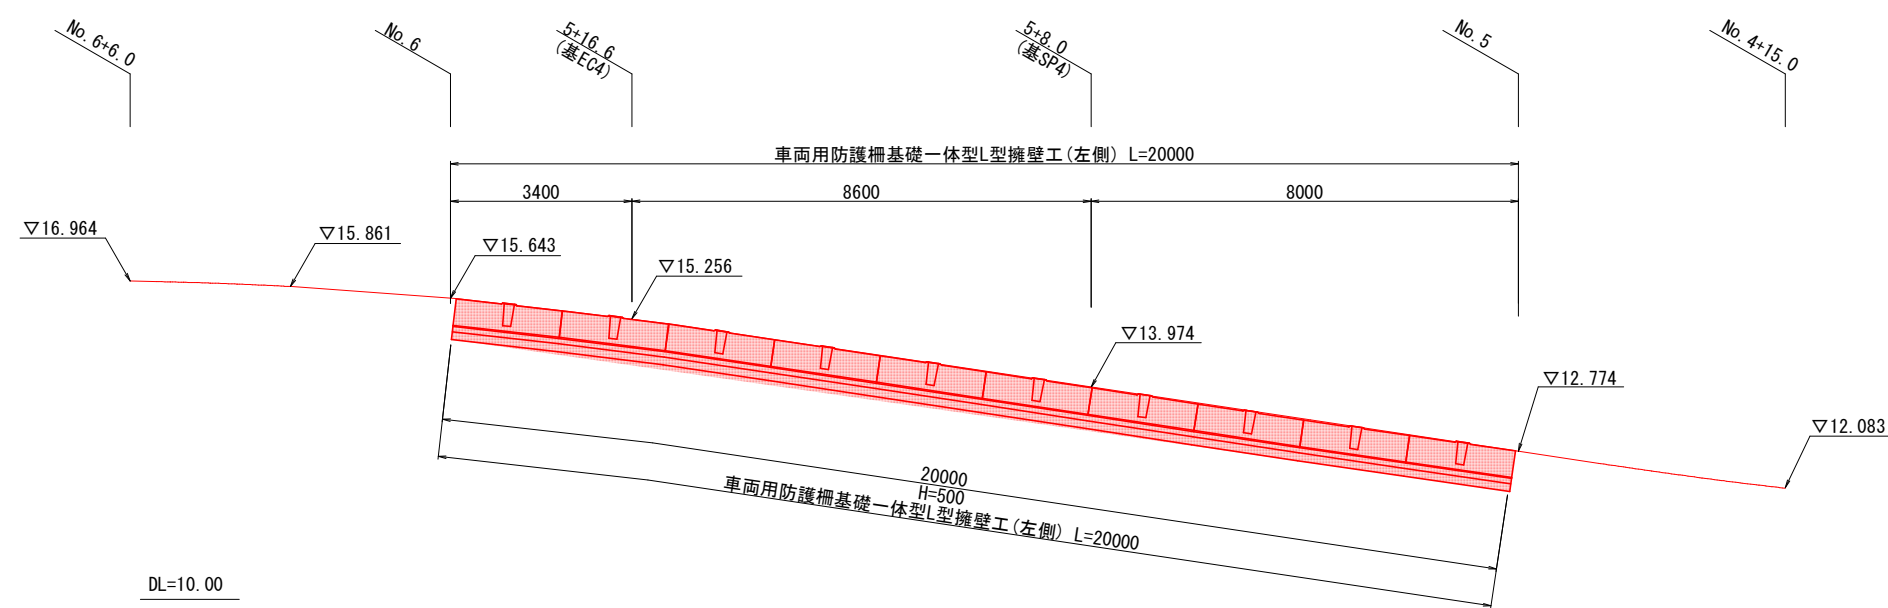 No.6+6.0
No.6
5+16.6
(基EC4)
5+8.0
(基SP4)
No.5
No.4+15.0
車両用防護柵基礎一体型L型擁壁工(左側) L=20000
3400
8600
8000
▽16.964
▽15.861
▽15.643
▽15.256
▽13.974
▽12.774
▽12.083
20000
H=500
車両用防護柵基礎一体型L型擁壁工(左側) L=20000
DL=10.00